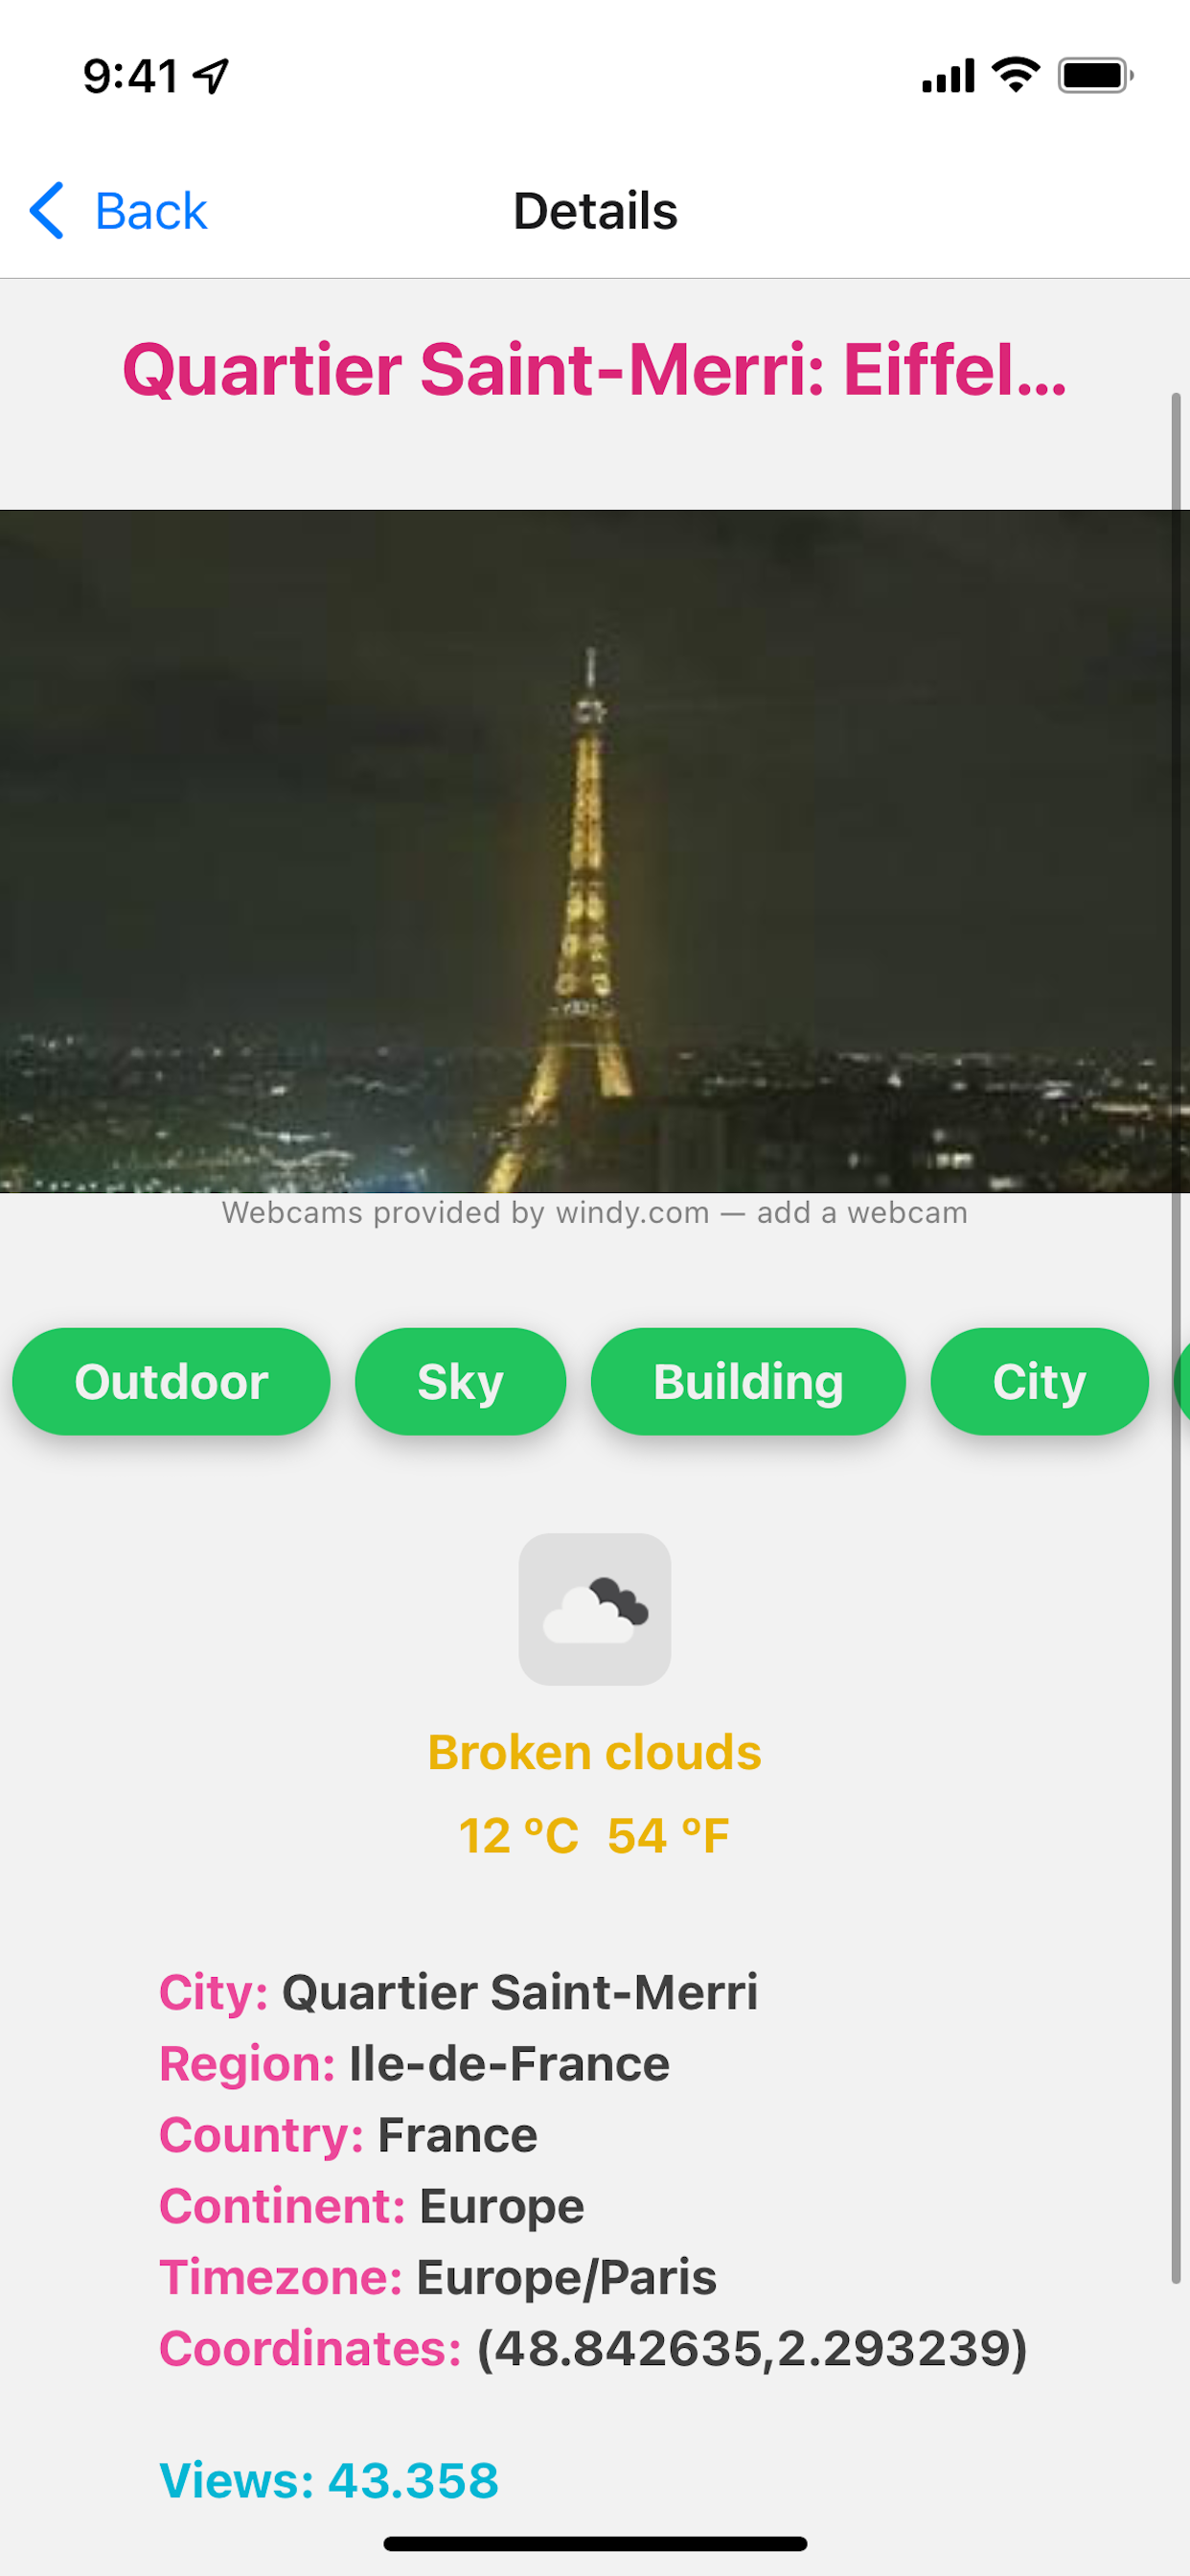 9:41
Back
Details
Quartier Saint-Merri: Eiffel...
Webcams provided by windy.com — add a webcam
Outdoor
Sky
Building
City
Broken clouds
12 ºC 54 ºF
City: Quartier Saint-Merri
Region: Ile-de-France
Country: France
Continent: Europe
Timezone: Europe/Paris
Coordinates: (48.842635,2.293239)
Views: 43.358